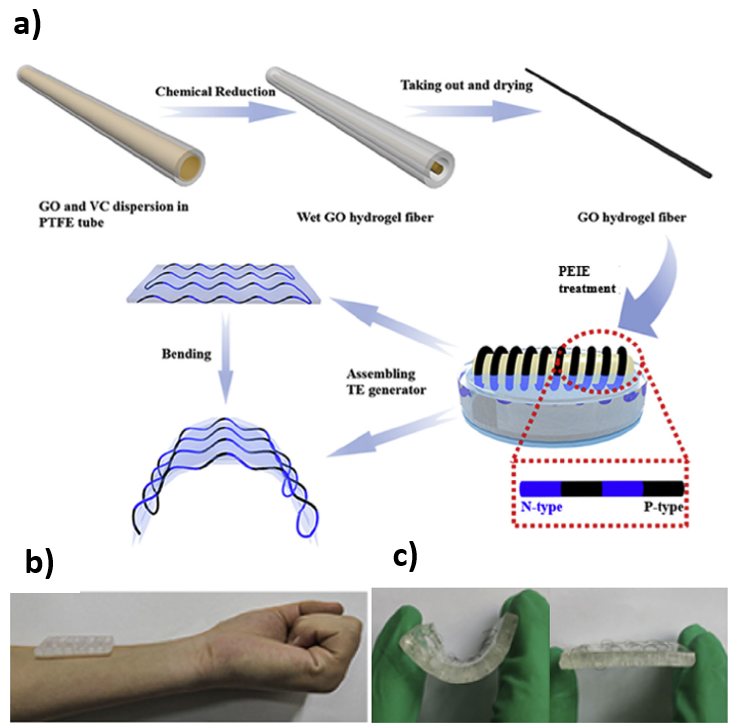 a)
Chemical Reduction
Taking out and drying
GO and VC dispersion in
PTFE tube
Wet GO hydrogel fiber
GO hydrogel fiber
PEIE
treatment
Bending
Assembling
TE generator
N-type
P-type
b)
c)